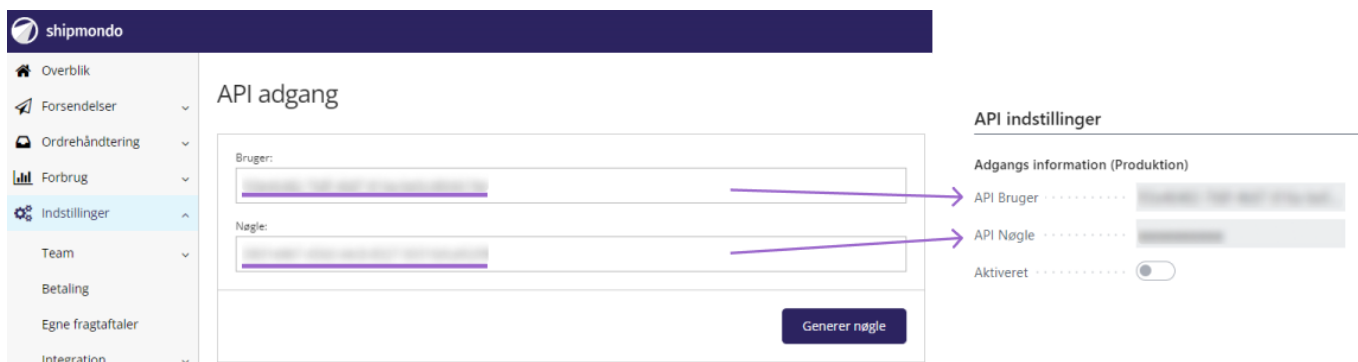 shipmondo
Overblik
Forsendelser
Ordrehåndtering
Forbrug
Indstillinger
Team
Betaling
Egne fragtaftaler
Integration
API adgang
Bruger:
Nøgle:
Generer nøgle
API indstillinger
Adgangs information (Produktion)
API Bruger
API Nøgle
Aktiveret